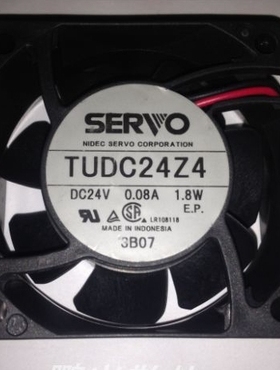 SERVO
NIDEC SERVO CORPORATION
TUDC24Z4
DC24V 0.08A 1.8W
E.P.
LR108118
MADE IN INDONESIA
3B07